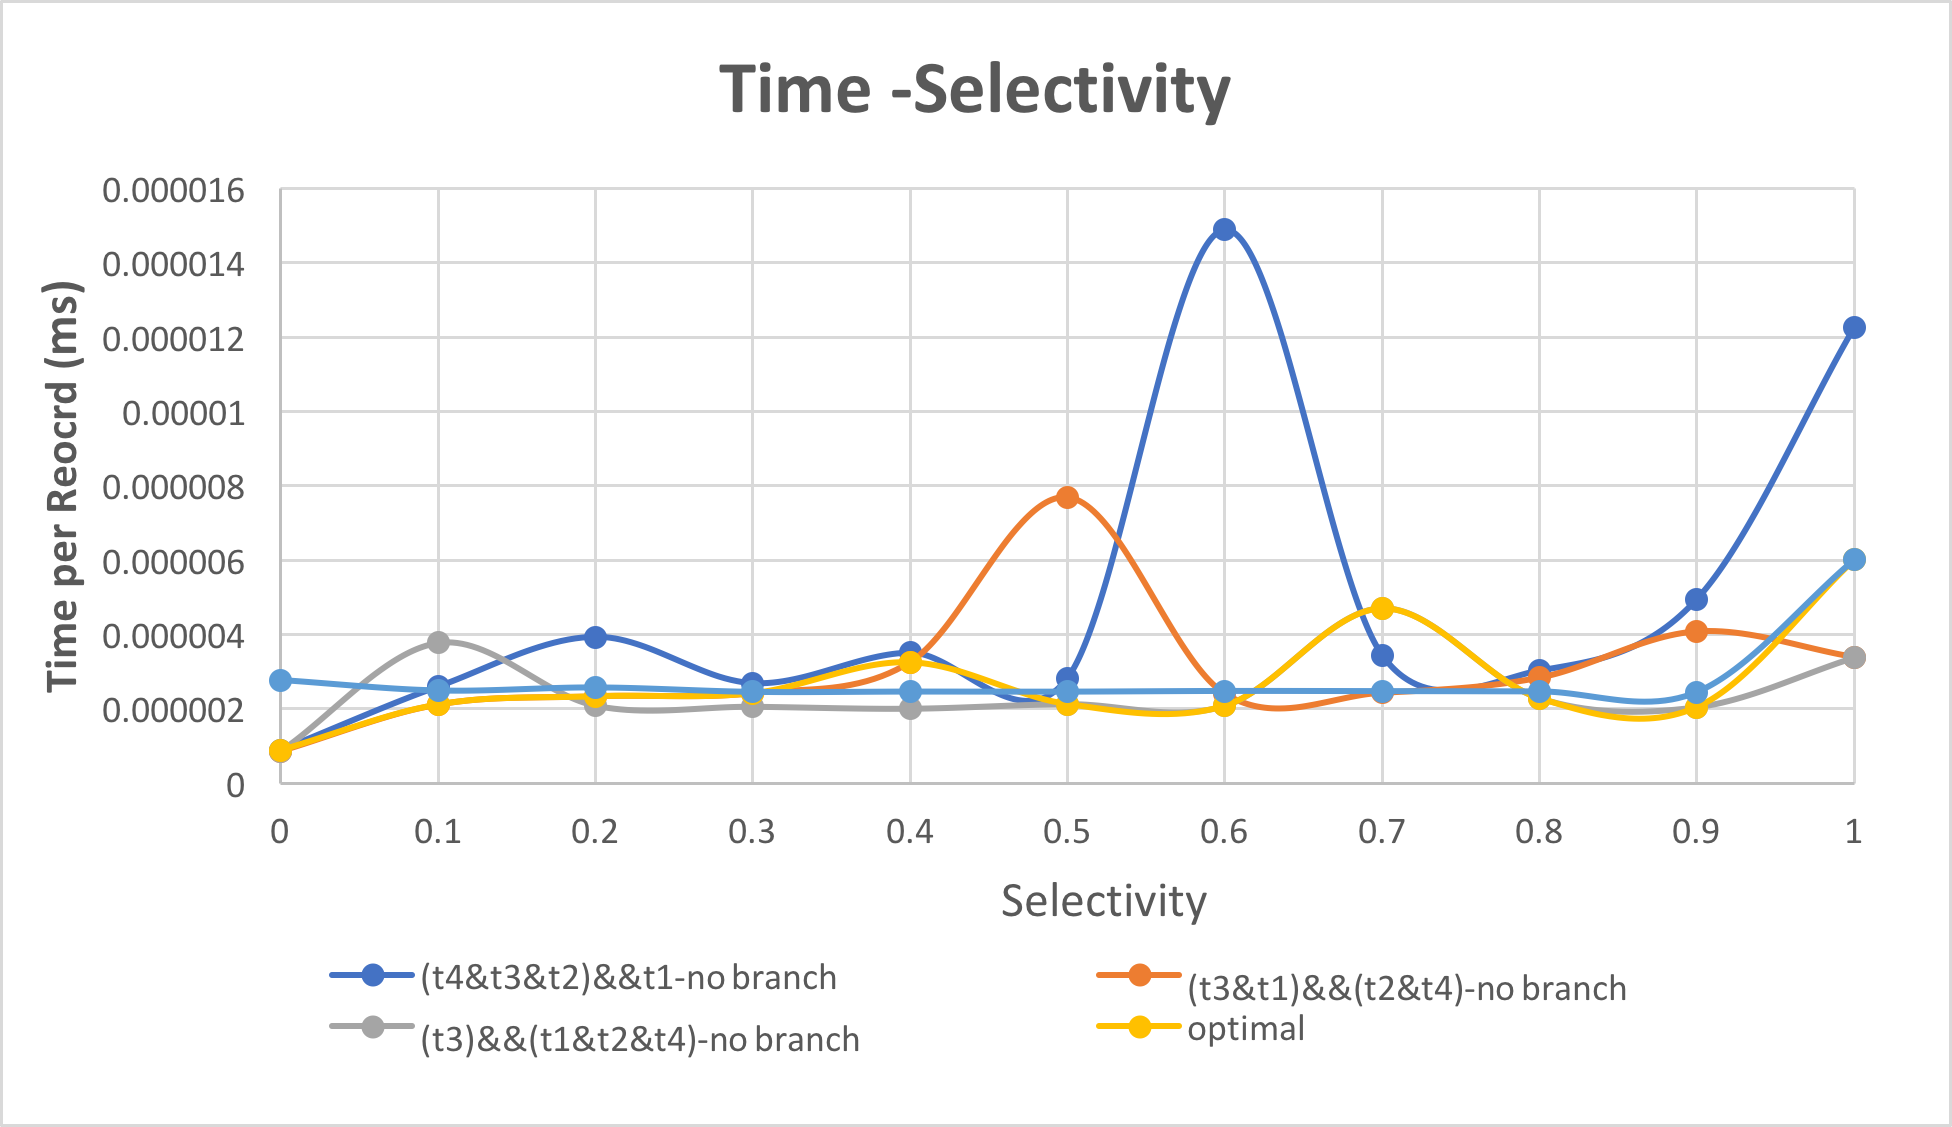 Time -Selectivity
0.000016
0.000014
0.000012
0.00001
0.000008
0.000006
0.000004
0.000002
0
Time per Reocrd (ms)
0 0.1 0.2 0.3 0.4 0.5 0.6 0.7 0.8 0.9 1
Selectivity
(t4&t3&t2)&&t1-no branch
(t3&t1)&&(t2&t4)-no branch
(t3)&&(t1&t2&t4)-no branch
optimal